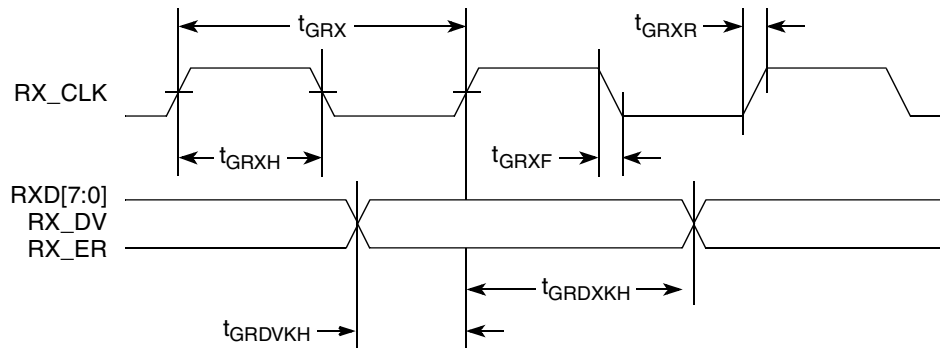 tGRX
tGRXR
RX_CLK
tGRXH
tGRXF
RXD[7:0]
RX_DV
RX_ER
tGRDXKH
tGRDVKH